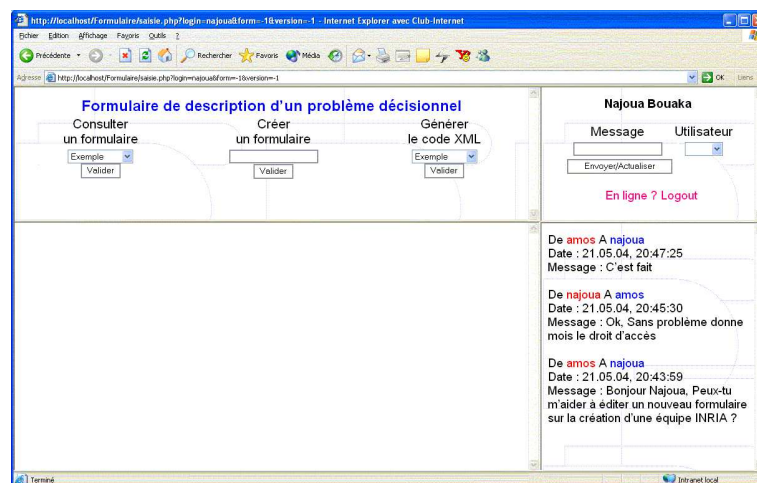 http://localhost/Formulaire/saisie.php?login=najoua&form=-1&version=-1 - Internet Explorer avec Club-Internet
Fichier Edition Affichage Favoris Outils ?
Précédente Rechercher Favoris Média
Adresse http://localhost/Formulaire/saisie.php?login=najoua&form=-1&version=-1 OK Liens
Formulaire de description d'un problème décisionnel
Consulter un formulaire
Exemple
Valider
Créer un formulaire
Valider
Générer le code XML
Exemple
Valider
Najoua Bouaka
Message Utilisateur
Envoyer/Actualiser
En ligne ? Logout
De amos A najoua
Date : 21.05.04, 20:47:25
Message : C'est fait
De najoua A amos
Date : 21.05.04, 20:45:30
Message : Ok, Sans problème donne
mois le droit d'accès
De amos A najoua
Date : 21.05.04, 20:43:59
Message : Bonjour Najoua, Peux-tu
m'aider à éditer un nouveau formulaire
sur la création d'une équipe INRIA ?
Terminé
Intranet local